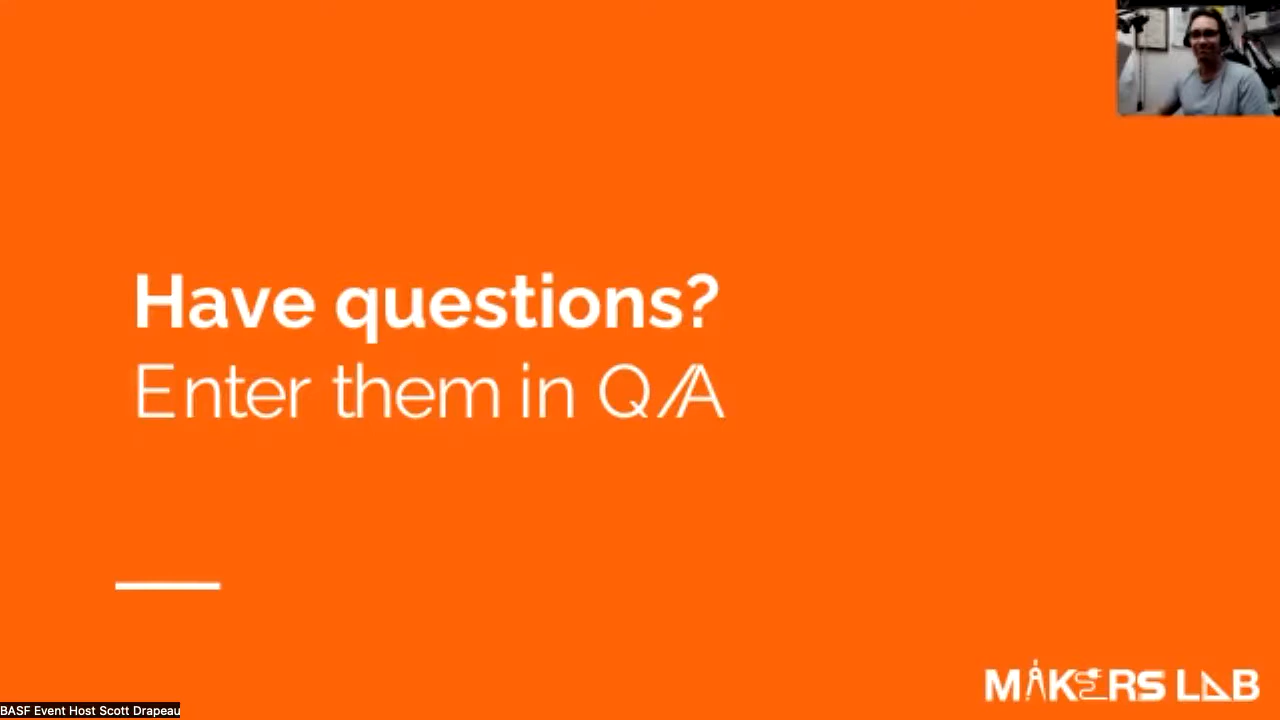 Have questions?
Enter them in Q/A
MAKERS LAB
BASF Event Host Scott Drapeau